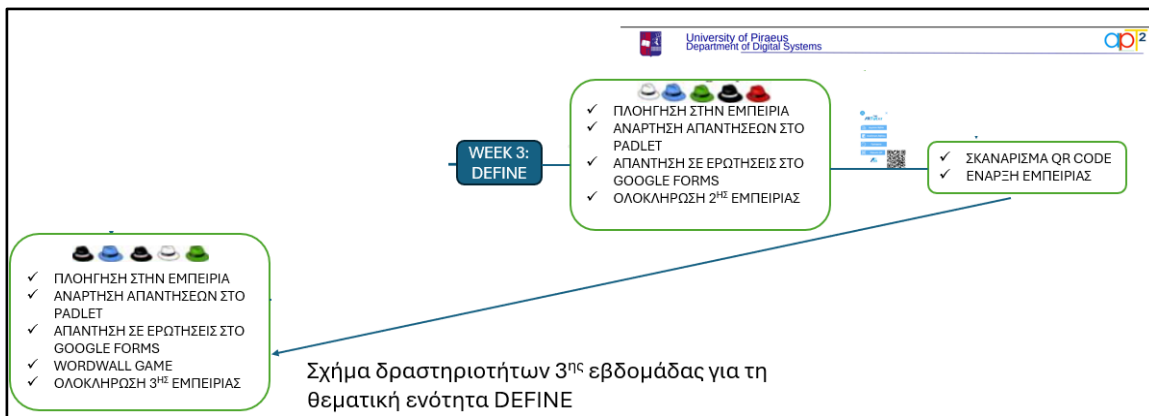 University of Piraeus
Department of Digital Systems
apT²
WEEK 3:
DEFINE
✓ ΠΛΟΗΓΗΣΗ ΣΤΗΝ ΕΜΠΕΙΡΙΑ
✓ ΑΝΑΡΤΗΣΗ ΑΠΑΝΤΗΣΕΩΝ ΣΤΟ
PADLET
✓ ΑΠΑΝΤΗΣΗ ΣΕ ΕΡΩΤΗΣΕΙΣ ΣΤΟ
GOOGLE FORMS
✓ ΟΛΟΚΛΗΡΩΣΗ 2ΗΣ ΕΜΠΕΙΡΙΑΣ
✓ ΣΚΑΝΑΡΙΣΜΑ QR CODE
✓ ΕΝΑΡΞΗ ΕΜΠΕΙΡΙΑΣ
✓ ΠΛΟΗΓΗΣΗ ΣΤΗΝ ΕΜΠΕΙΡΙΑ
✓ ΑΝΑΡΤΗΣΗ ΑΠΑΝΤΗΣΕΩΝ ΣΤΟ
PADLET
✓ ΑΠΑΝΤΗΣΗ ΣΕ ΕΡΩΤΗΣΕΙΣ ΣΤΟ
GOOGLE FORMS
✓ WORDWALL GAME
✓ ΟΛΟΚΛΗΡΩΣΗ 3ΗΣ ΕΜΠΕΙΡΙΑΣ
Σχήμα δραστηριοτήτων 3ης εβδομάδας για τη
θεματική ενότητα DEFINE